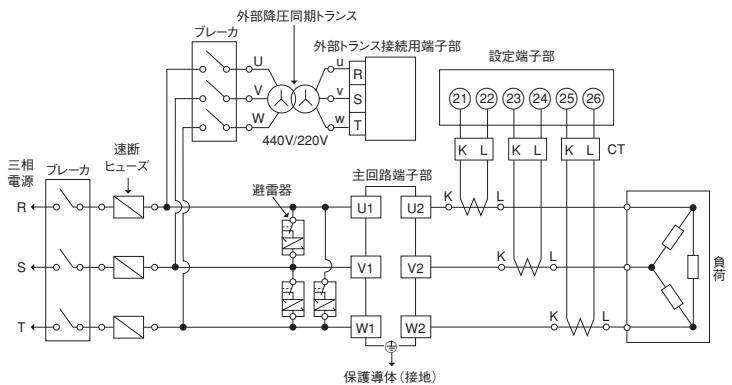 外部降圧同期トランス
ブレーカ
外部トランス接続用端子部
設定端子部
U
V
W
u
v
w
R
S
T
440V/220V
21 22 23 24 25 26
K L K L K L CT
三相
電源
ブレーカ
速断
ヒューズ
避雷器
主回路端子部
R
U1 U2
K L
S
V1 V2
K L
T
W1 W2
K L
負荷
保護導体(接地)